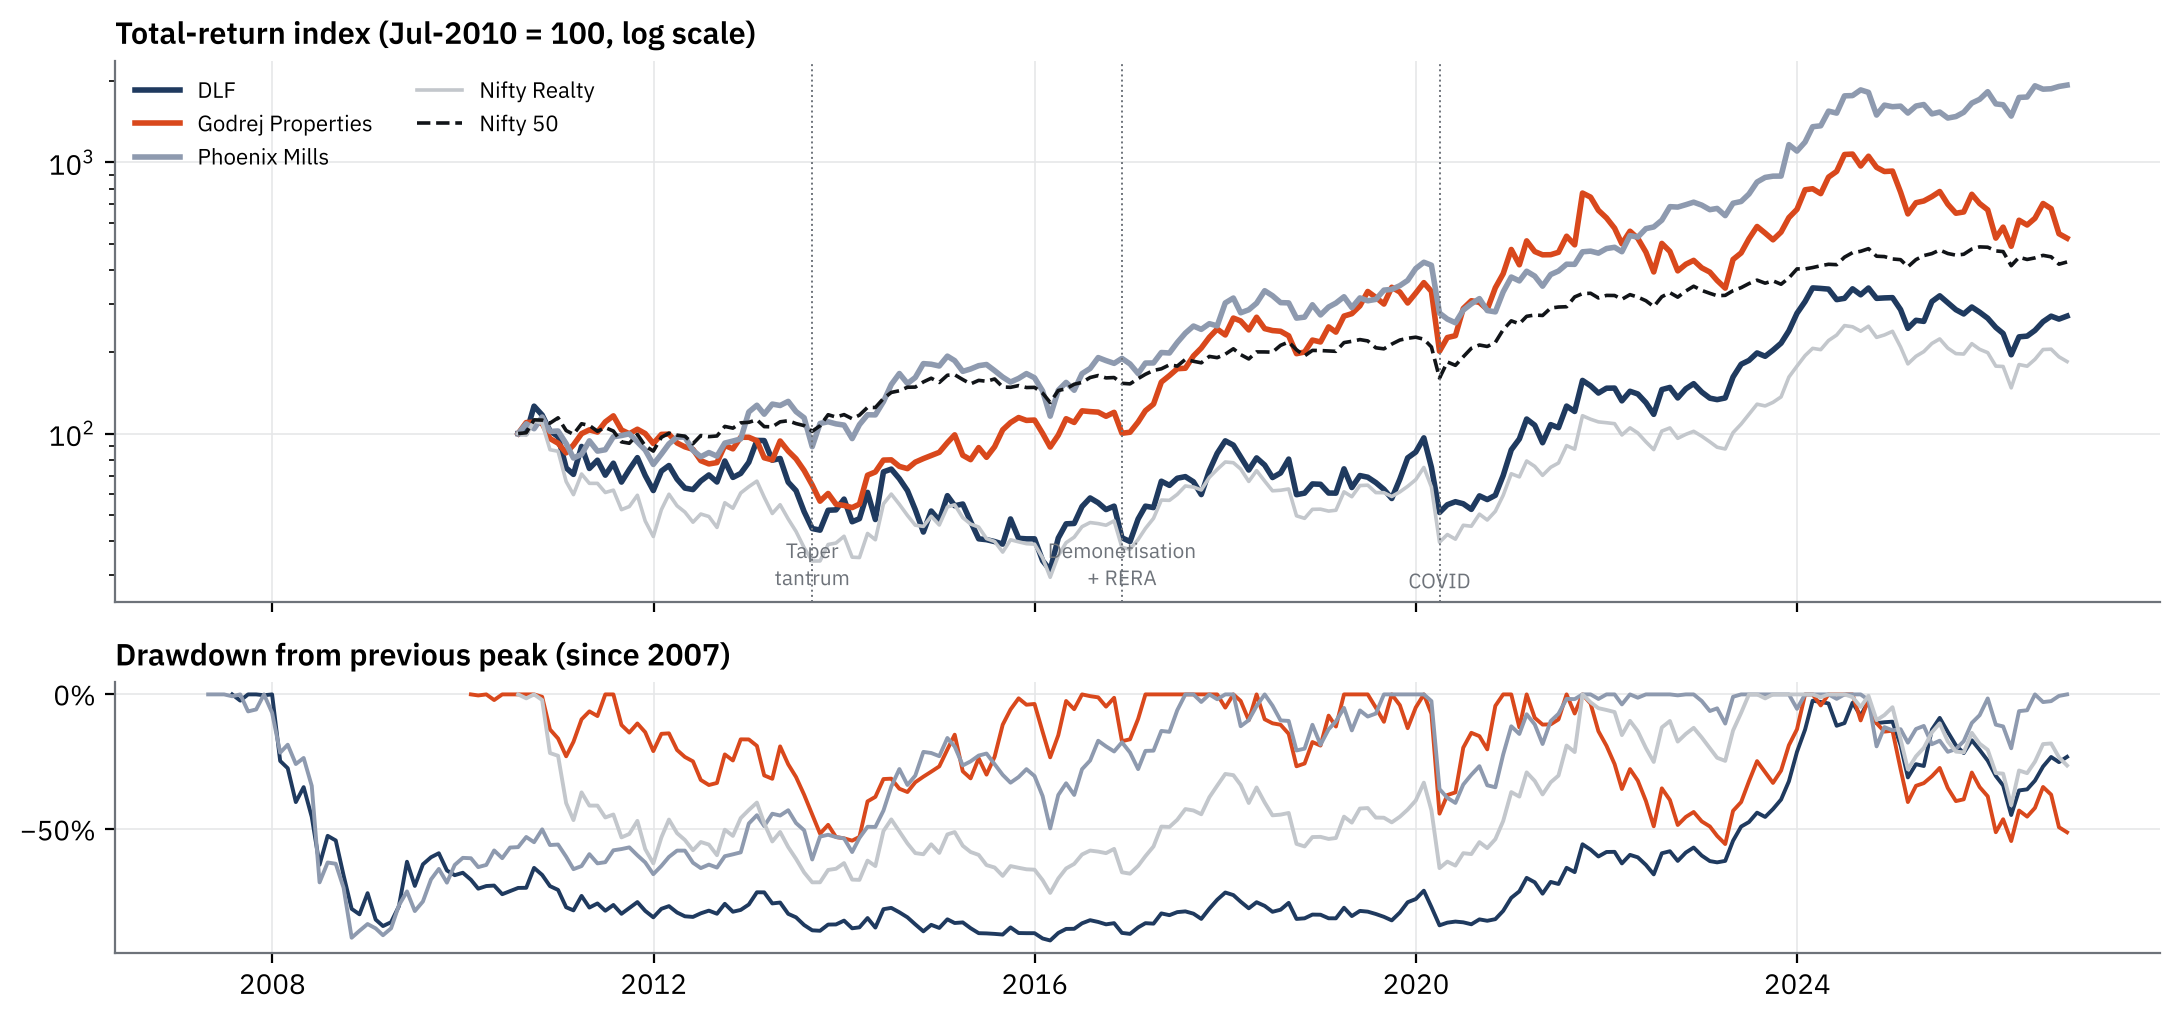 Total-return index (Jul-2010 = 100, log scale)
DLF
Godrej Properties
Phoenix Mills
Nifty Realty
Nifty 50
10³
10²
Taper
tantrum
Demonetisation
+ RERA
COVID
Drawdown from previous peak (since 2007)
0%
−50%
2008
2012
2016
2020
2024